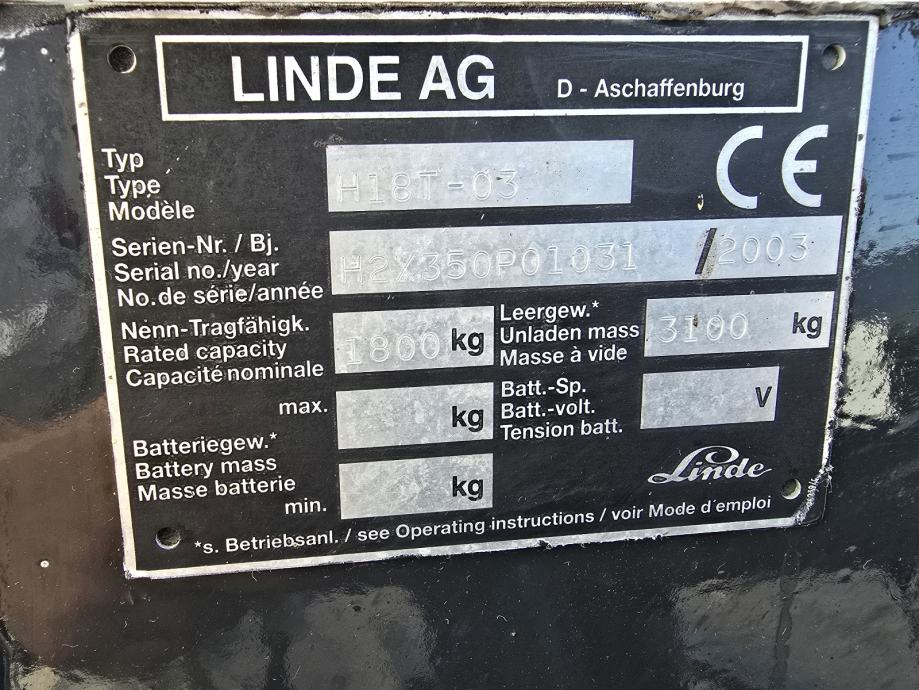 LINDE AG D - Aschaffenburg
Typ
Type
Modèle
H18T-03
CE
Serien-Nr. / Bj.
Serial no./year
No.de série/année
H2X350P01031 / 2003
Nenn-Tragfähigk.
Rated capacity
Capacité nominale
1800 kg
Leergew.*
Unladen mass
Masse à vide
3100 kg
max. kg
Batteriegew.*
Battery mass
Masse batterie
min. kg
Batt.-Sp.
Batt.-volt.
Tension batt.
V
Linde
*s. Betriebsanl. / see Operating instructions / voir Mode d'emploi